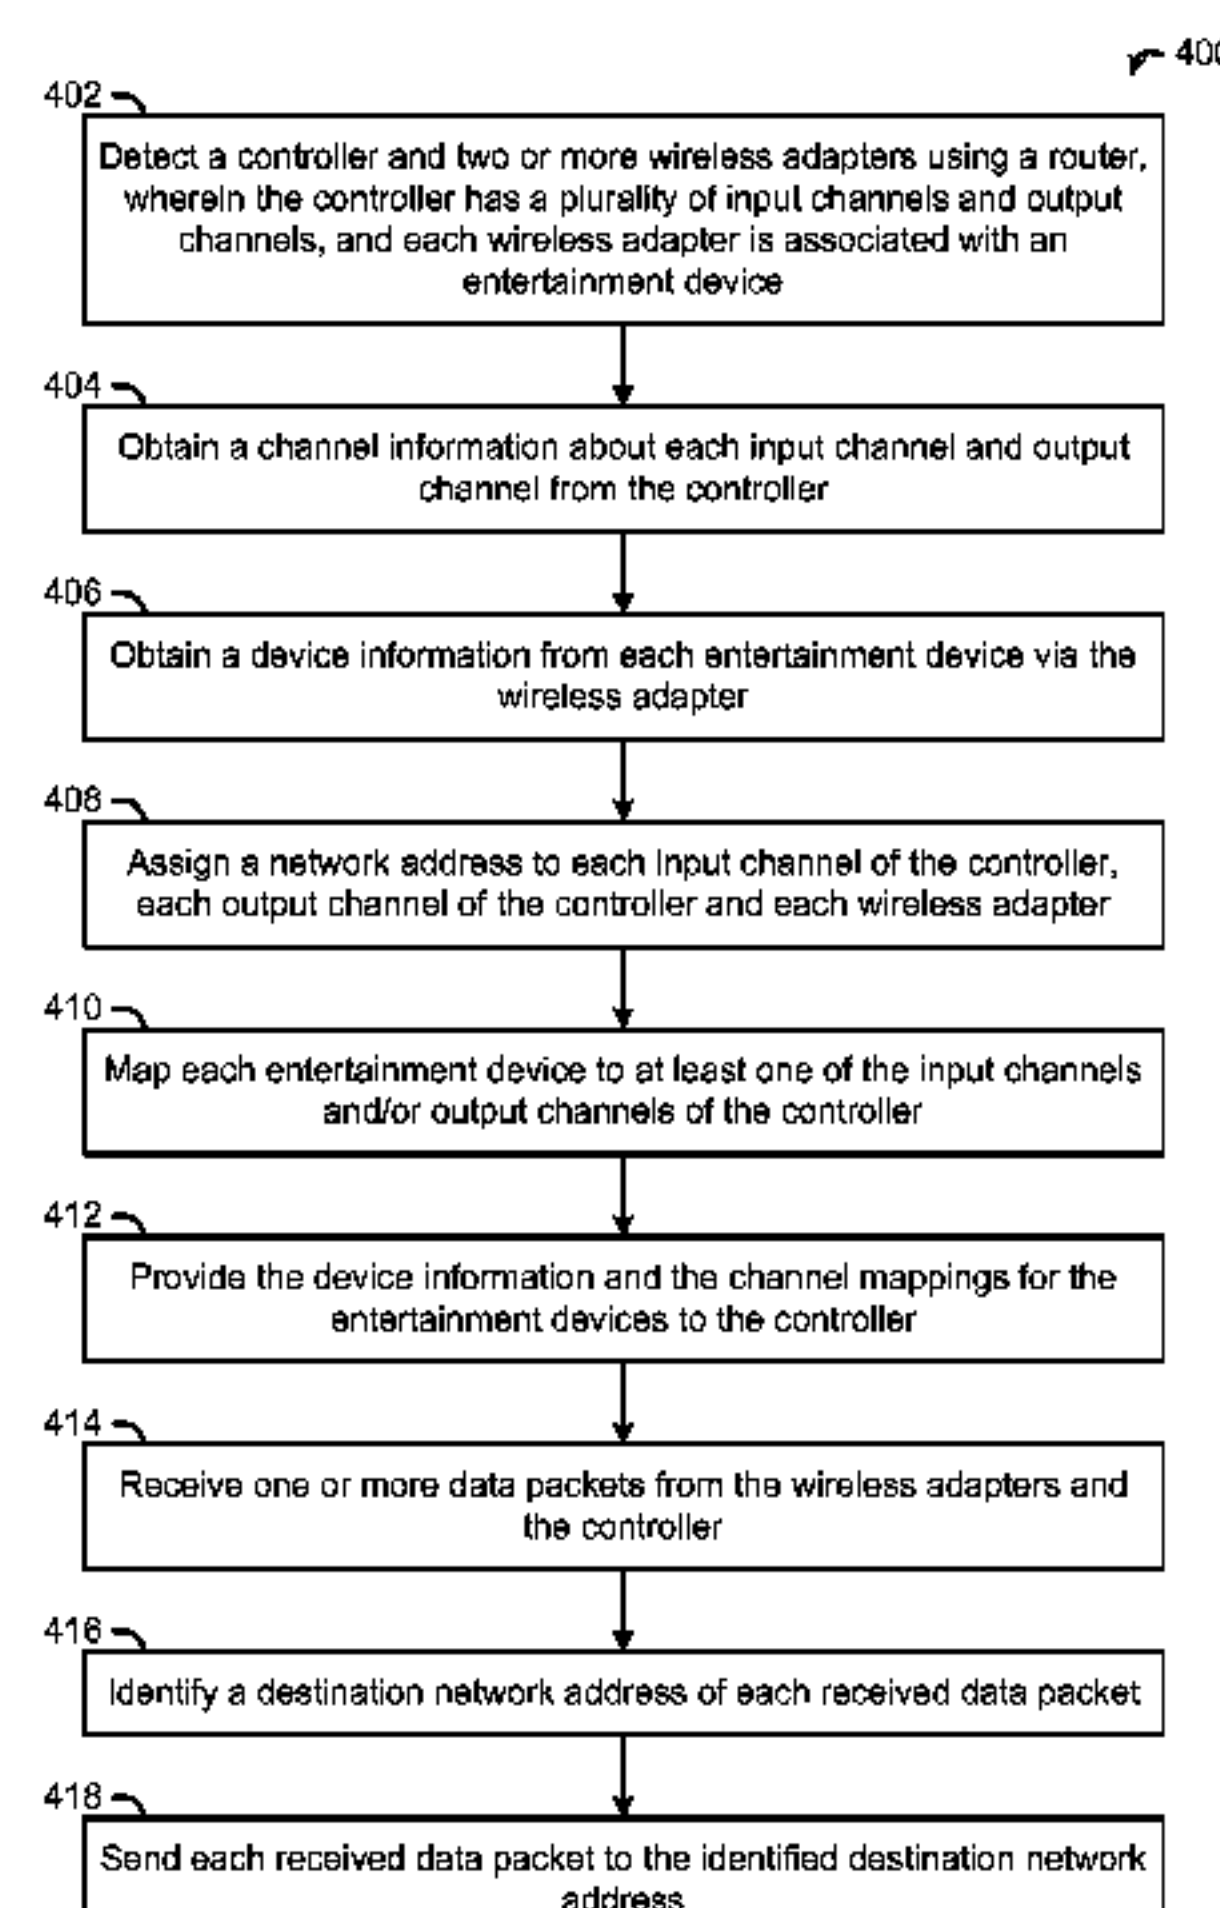 400
402
Detect a controller and two or more wireless adapters using a router,
wherein the controller has a plurality of input channels and output
channels, and each wireless adapter is associated with an
entertainment device
404
Obtain a channel information about each input channel and output
channel from the controller
406
Obtain a device information from each entertainment device via the
wireless adapter
408
Assign a network address to each input channel of the controller,
each output channel of the controller and each wireless adapter
410
Map each entertainment device to at least one of the input channels
and/or output channels of the controller
412
Provide the device information and the channel mappings for the
entertainment devices to the controller
414
Receive one or more data packets from the wireless adapters and
the controller
416
Identify a destination network address of each received data packet
418
Send each received data packet to the identified destination network
address